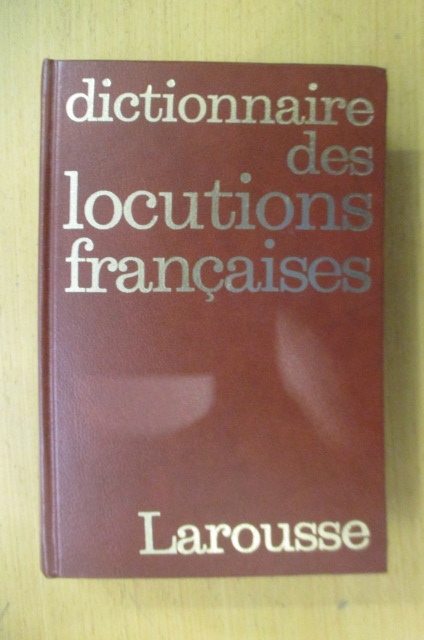 dictionnaire
des
locutions
françaises
Larousse